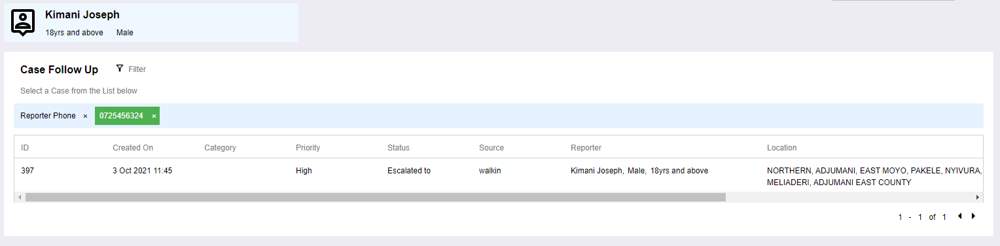 Kimani Joseph
18yrs and above Male
Case Follow Up Filter
Select a Case from the List below
Reporter Phone × 0725456324 ×
ID Created On Category Priority Status Source Reporter Location
397 3 Oct 2021 11:45 High Escalated to walkin Kimani Joseph, Male, 18yrs and above NORTHERN, ADJUMANI, EAST MOYO, PAKELE, NYIVURA,
MELIADERI, ADJUMANI EAST COUNTY
1 - 1 of 1